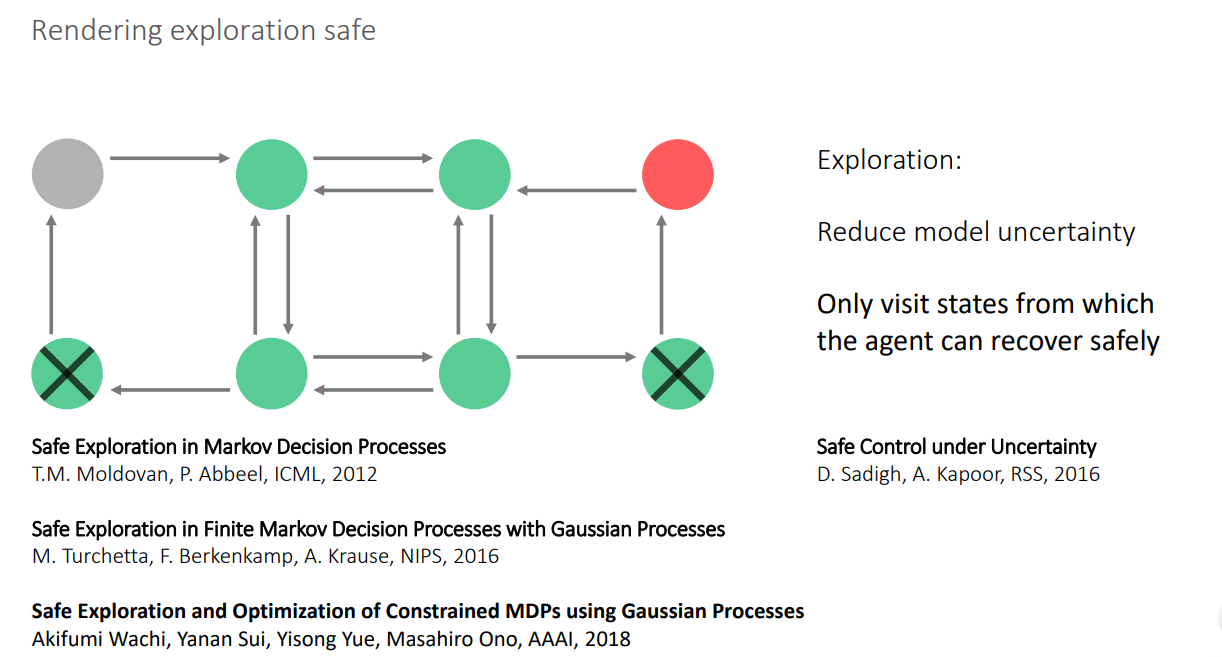 Rendering exploration safe
Exploration:
Reduce model uncertainty
Only visit states from which
the agent can recover safely
Safe Exploration in Markov Decision Processes
T.M. Moldovan, P. Abbeel, ICML, 2012
Safe Control under Uncertainty
D. Sadigh, A. Kapoor, RSS, 2016
Safe Exploration in Finite Markov Decision Processes with Gaussian Processes
M. Turchetta, F. Berkenkamp, A. Krause, NIPS, 2016
Safe Exploration and Optimization of Constrained MDPs using Gaussian Processes
Akifumi Wachi, Yanan Sui, Yisong Yue, Masahiro Ono, AAAI, 2018